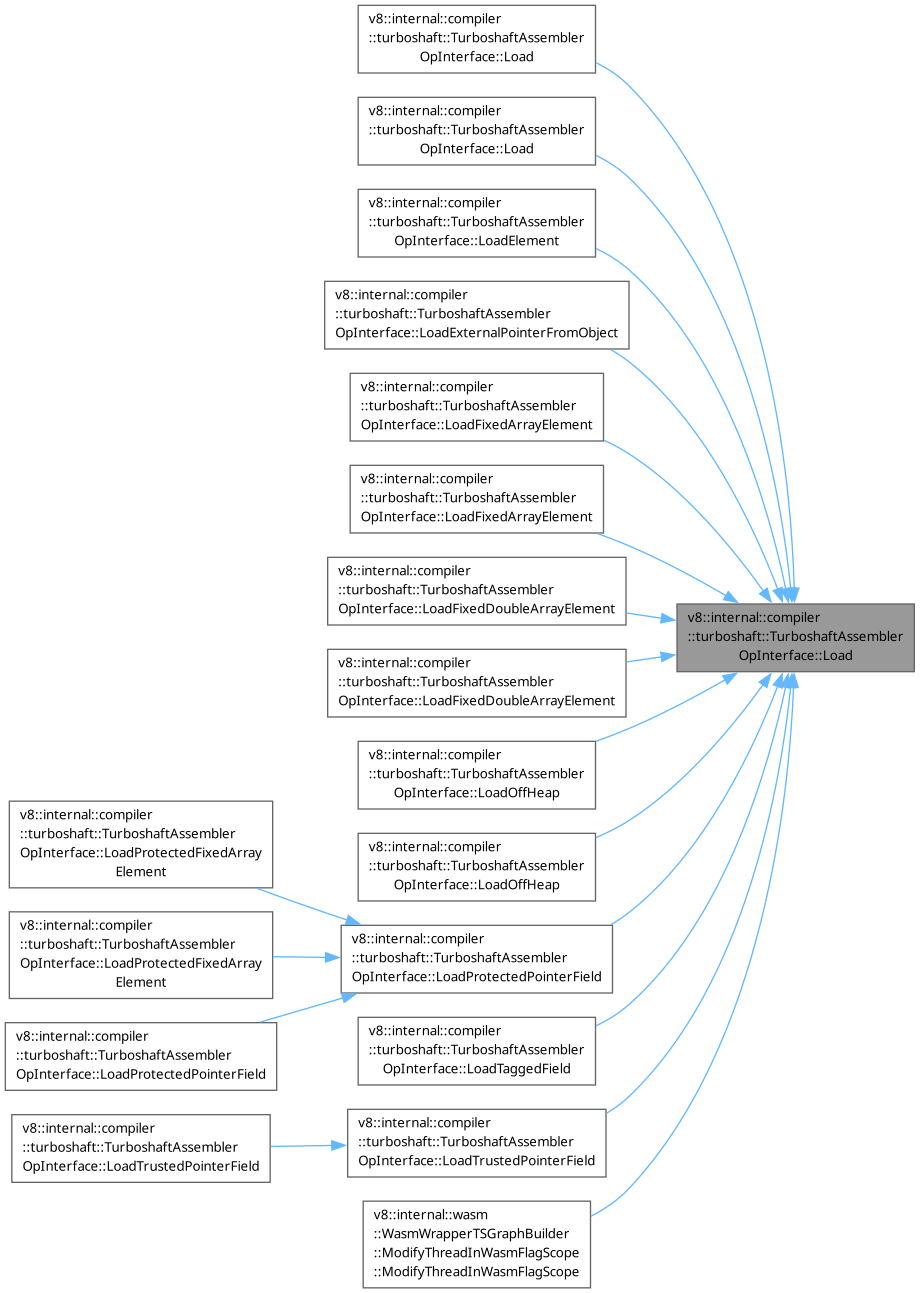 v8::internal::compiler
::turboshaft::TurboshaftAssembler
OpInterface::Load
v8::internal::compiler
::turboshaft::TurboshaftAssembler
OpInterface::Load
v8::internal::compiler
::turboshaft::TurboshaftAssembler
OpInterface::LoadElement
v8::internal::compiler
::turboshaft::TurboshaftAssembler
OpInterface::LoadExternalPointerFromObject
v8::internal::compiler
::turboshaft::TurboshaftAssembler
OpInterface::LoadFixedArrayElement
v8::internal::compiler
::turboshaft::TurboshaftAssembler
OpInterface::LoadFixedArrayElement
v8::internal::compiler
::turboshaft::TurboshaftAssembler
OpInterface::LoadFixedDoubleArrayElement
v8::internal::compiler
::turboshaft::TurboshaftAssembler
OpInterface::Load
v8::internal::compiler
::turboshaft::TurboshaftAssembler
OpInterface::LoadFixedDoubleArrayElement
v8::internal::compiler
::turboshaft::TurboshaftAssembler
OpInterface::LoadOffHeap
v8::internal::compiler
::turboshaft::TurboshaftAssembler
OpInterface::LoadOffHeap
v8::internal::compiler
::turboshaft::TurboshaftAssembler
OpInterface::LoadProtectedFixedArray
Element
v8::internal::compiler
::turboshaft::TurboshaftAssembler
OpInterface::LoadProtectedFixedArray
Element
v8::internal::compiler
::turboshaft::TurboshaftAssembler
OpInterface::LoadProtectedPointerField
v8::internal::compiler
::turboshaft::TurboshaftAssembler
OpInterface::LoadProtectedPointerField
v8::internal::compiler
::turboshaft::TurboshaftAssembler
OpInterface::LoadTaggedField
v8::internal::compiler
::turboshaft::TurboshaftAssembler
OpInterface::LoadTrustedPointerField
v8::internal::compiler
::turboshaft::TurboshaftAssembler
OpInterface::LoadTrustedPointerField
v8::internal::wasm
::WasmWrapperTSGraphBuilder
::ModifyThreadInWasmFlagScope
::ModifyThreadInWasmFlagScope